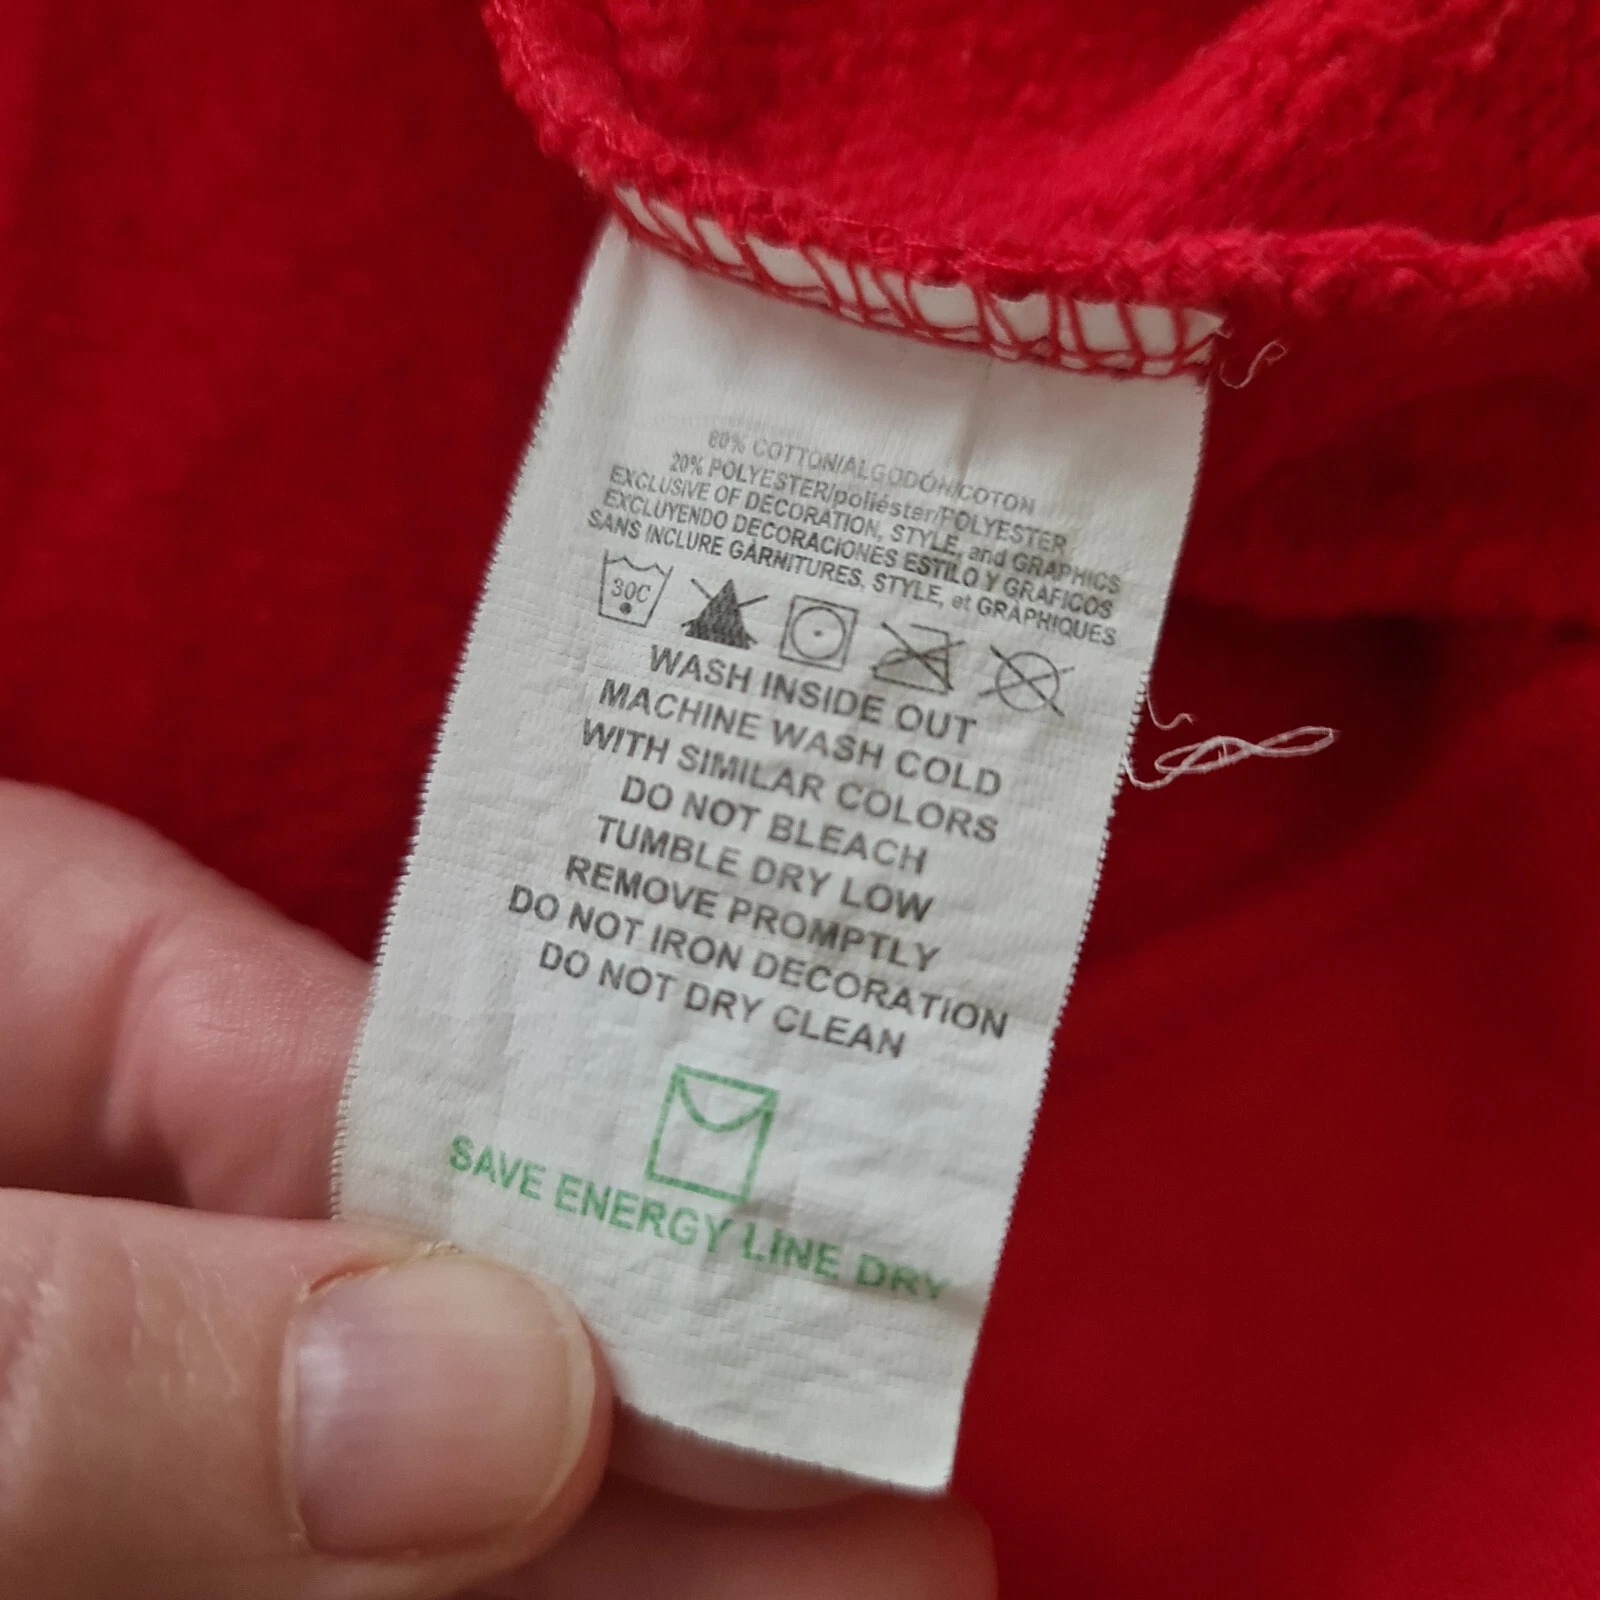 80% COTTON/ALGODÓN/COTON
20% POLYESTER/poliéster/POLYESTER
EXCLUSIVE OF DECORATION, STYLE, and GRAPHICS
EXCLUYENDO DECORACIONES ESTILO Y GRAFICOS
SANS INCLURE GARNITURES, STYLE, et GRAPHIQUES
30C
WASH INSIDE OUT
MACHINE WASH COLD
WITH SIMILAR COLORS
DO NOT BLEACH
TUMBLE DRY LOW
REMOVE PROMPTLY
DO NOT IRON DECORATION
DO NOT DRY CLEAN
SAVE ENERGY LINE DRY